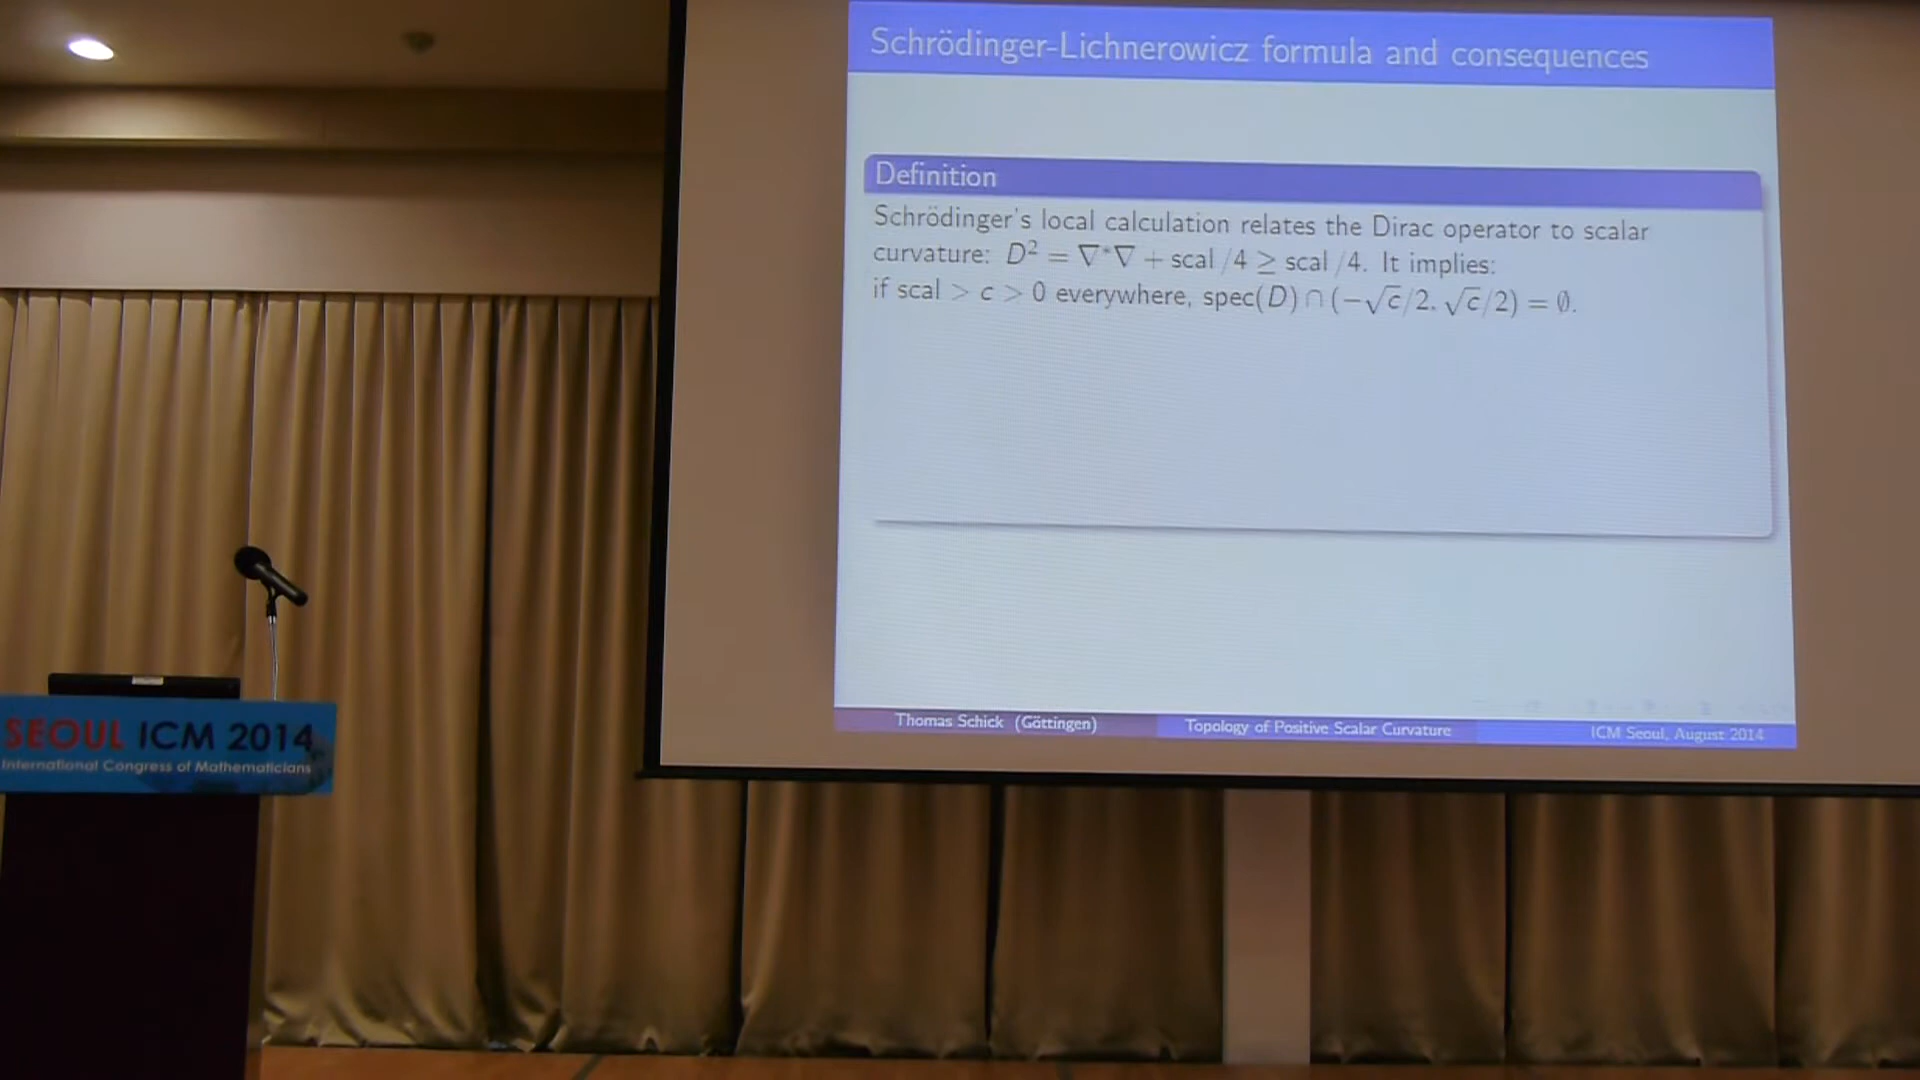 Schrödinger-Lichnerowicz formula and consequences
Definition
Schrödinger's local calculation relates the Dirac operator to scalar
curvature: D² = ∇*∇ + scal /4 ≥ scal /4. It implies:
if scal > c > 0 everywhere, spec(D) ∩ (−√c/2, √c/2) = ∅.
Thomas Schick (Göttingen)
Topology of Positive Scalar Curvature
ICM Seoul, August 2014
SEOUL ICM 2014
International Congress of Mathematicians